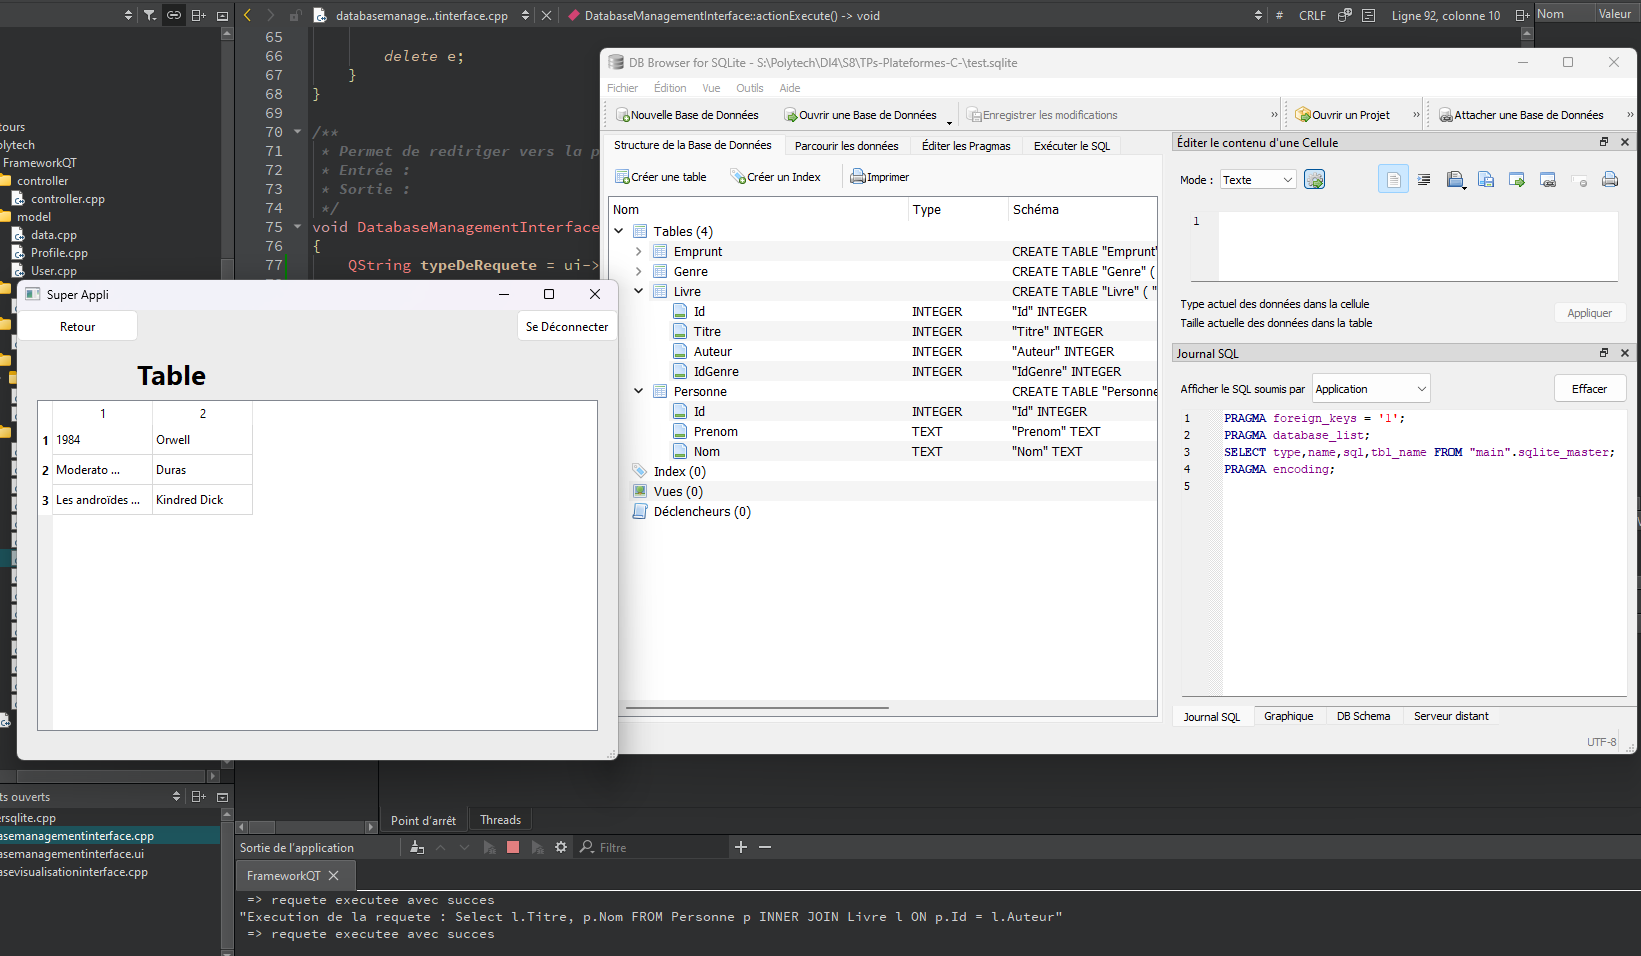 databasemanage...tinterface.cpp
DatabaseManagementInterface::actionExecute() -> void
#
CRLF
Ligne 92, colonne 10
Nom
Valeur
65
66 delete e;
67 }
68 }
69
70 /**
71 * Permet de rediriger vers la p
72 * Entrée :
73 * Sortie :
74 */
75 void DatabaseManagementInterface
76 {
77 QString typeDeRequete = ui->
tours
olytech
FrameworkQT
controller
controller.cpp
model
data.cpp
Profile.cpp
User.cpp
Super Appli
Retour
Se Déconnecter
Table
1 2
1 1984 Orwell
2 Moderato ... Duras
3 Les androïdes ... Kindred Dick
DB Browser for SQLite - S:\Polytech\DI4\S8\TPs-Plateformes-C-\test.sqlite
Fichier Édition Vue Outils Aide
Nouvelle Base de Données
Ouvrir une Base de Données
Enregistrer les modifications
»
Ouvrir un Projet
»
Attacher une Base de Données
»
Structure de la Base de Données
Parcourir les données
Éditer les Pragmas
Exécuter le SQL
Créer une table
Créer un Index
Imprimer
Nom Type Schéma
Tables (4)
Emprunt CREATE TABLE "Emprunt"
Genre CREATE TABLE "Genre" (
Livre CREATE TABLE "Livre" ( "
Id INTEGER "Id" INTEGER
Titre INTEGER "Titre" INTEGER
Auteur INTEGER "Auteur" INTEGER
IdGenre INTEGER "IdGenre" INTEGER
Personne CREATE TABLE "Personne
Id INTEGER "Id" INTEGER
Prenom TEXT "Prenom" TEXT
Nom TEXT "Nom" TEXT
Index (0)
Vues (0)
Déclencheurs (0)
Éditer le contenu d'une Cellule
Mode : Texte
1
Type actuel des données dans la cellule
Taille actuelle des données dans la table
Appliquer
Journal SQL
Afficher le SQL soumis par Application
Effacer
1 PRAGMA foreign_keys = '1';
2 PRAGMA database_list;
3 SELECT type,name,sql,tbl_name FROM "main".sqlite_master;
4 PRAGMA encoding;
5
Journal SQL
Graphique
DB Schema
Serveur distant
UTF-8
ts ouverts
ersqlite.cpp
asemanagementinterface.cpp
asemanagementinterface.ui
asevisualisationinterface.cpp
Point d'arrêt
Threads
Sortie de l'application
Filtre
FrameworkQT
=> requete executee avec succes
"Execution de la requete : Select l.Titre, p.Nom FROM Personne p INNER JOIN Livre l ON p.Id = l.Auteur"
=> requete executee avec succes